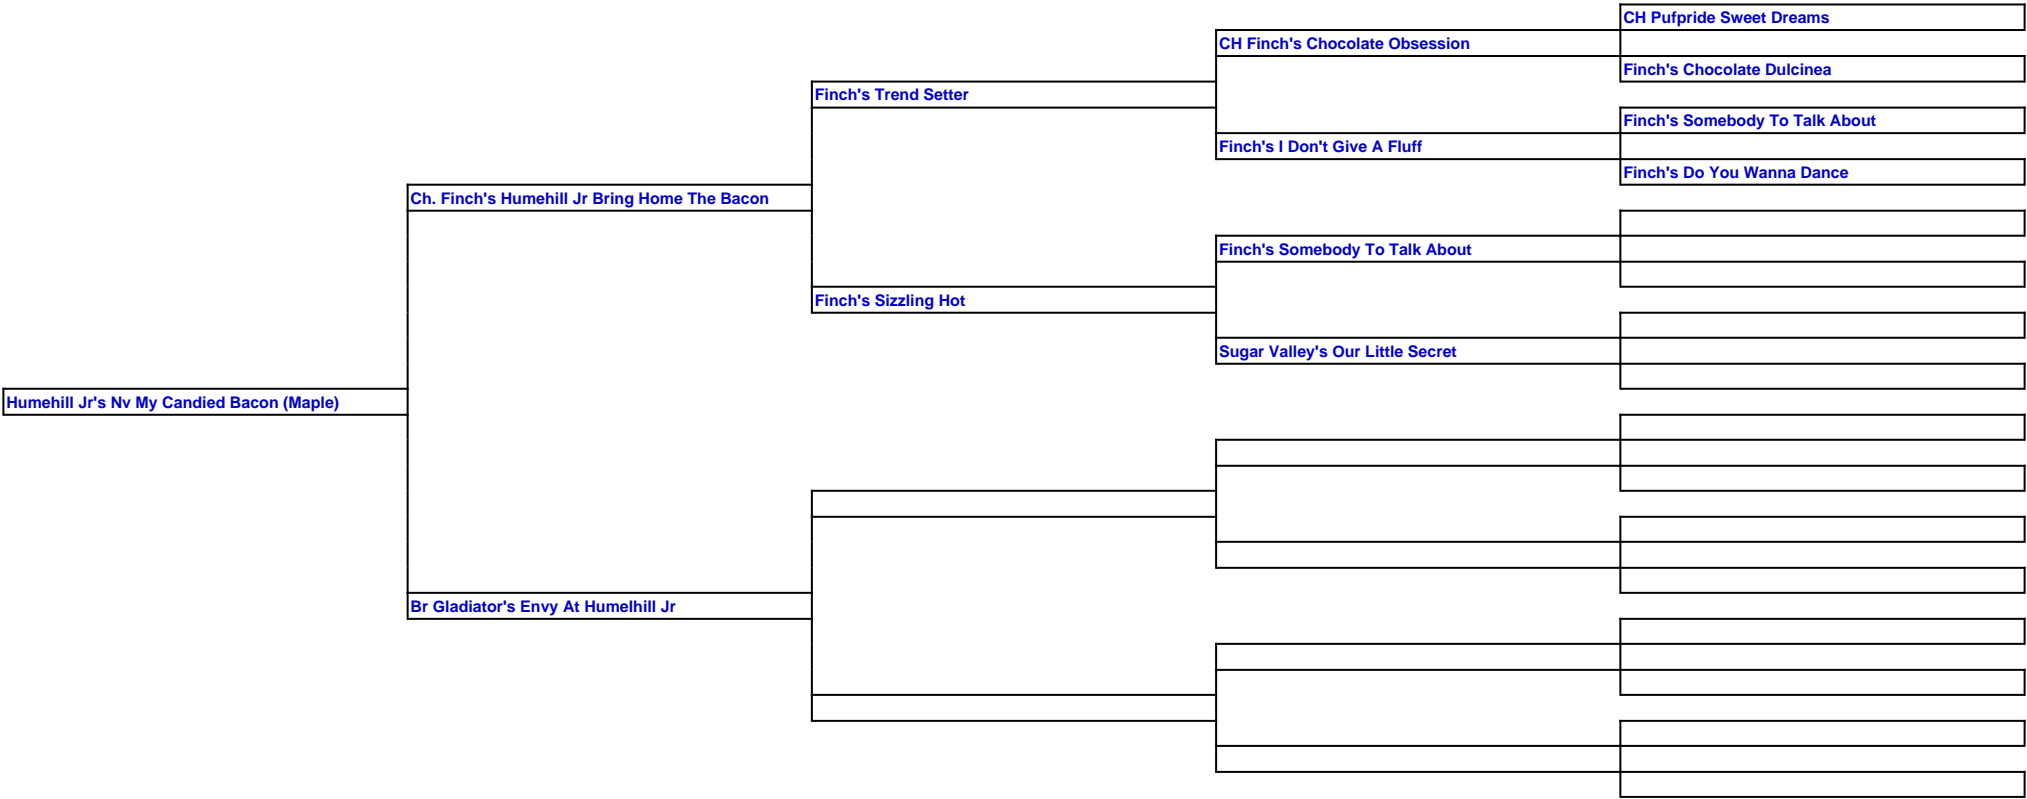 CH Pufpride Sweet Dreams
CH Finch's Chocolate Obsession
Finch's Chocolate Dulcinea
Finch's Trend Setter
Finch's Somebody To Talk About
Finch's I Don't Give A Fluff
Finch's Do You Wanna Dance
Ch. Finch's Humehill Jr Bring Home The Bacon
Finch's Somebody To Talk About
Finch's Sizzling Hot
Sugar Valley's Our Little Secret
Humehill Jr's Nv My Candied Bacon (Maple)
Br Gladiator's Envy At Humelhill Jr